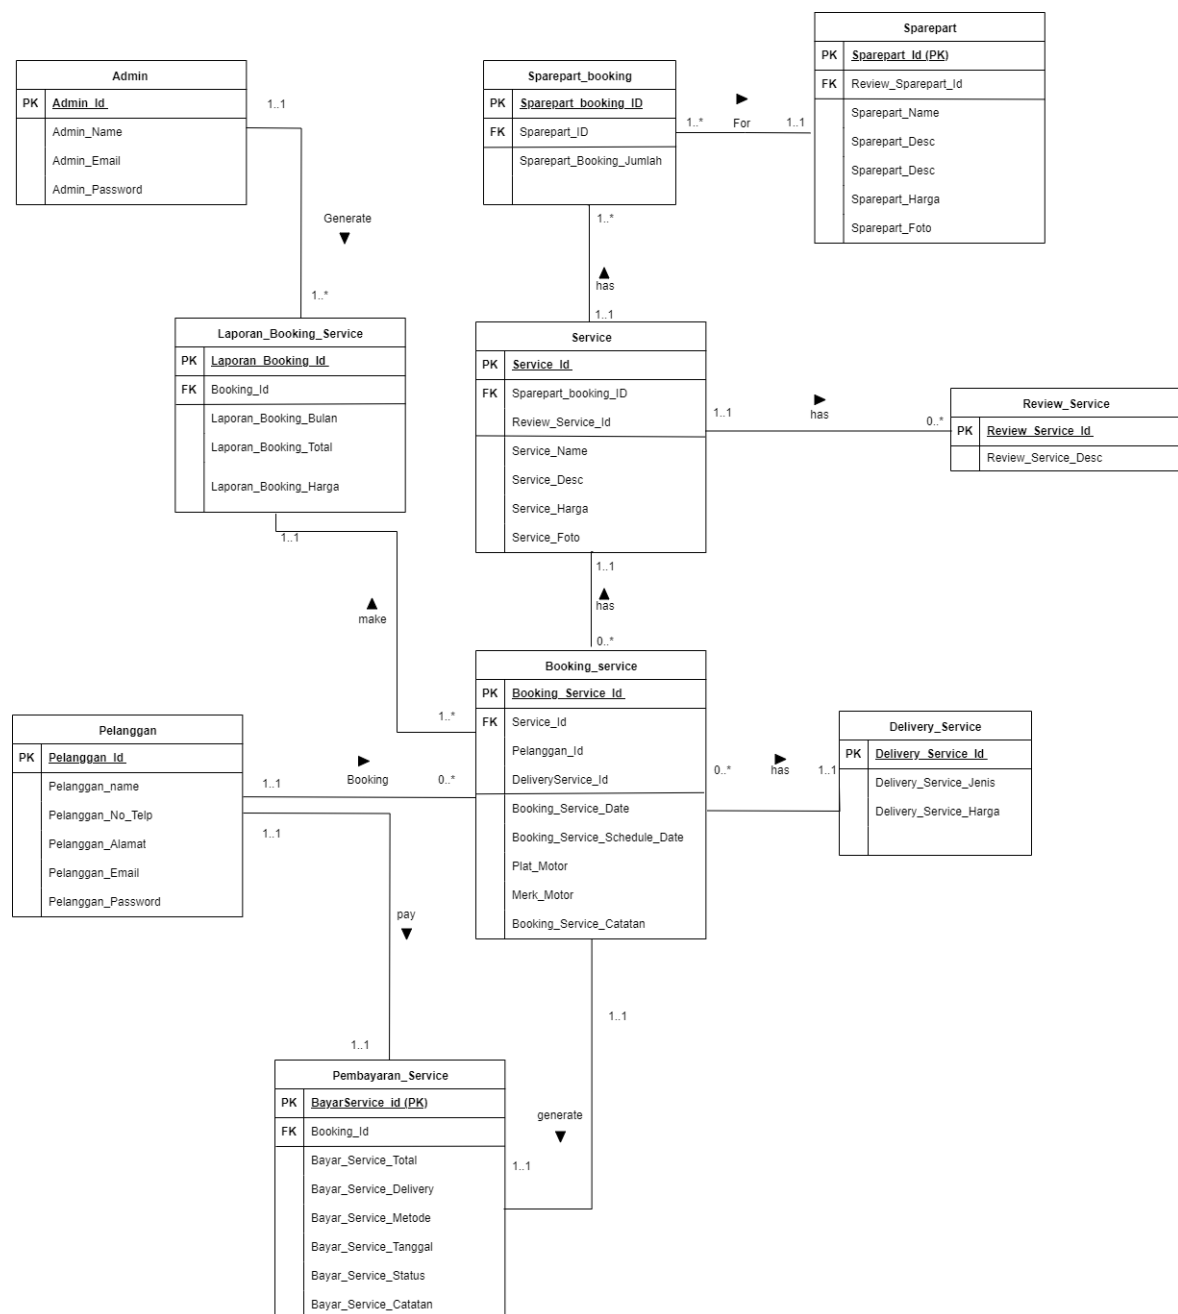 Sparepart
PK Sparepart_Id (PK)
FK Review_Sparepart_Id
Sparepart_Name
Sparepart_Desc
Sparepart_Desc
Sparepart_Harga
Sparepart_Foto
Admin
PK Admin_Id
Admin_Name
Admin_Email
Admin_Password
1..1
Generate
1..*
Sparepart_booking
PK Sparepart_booking_ID
FK Sparepart_ID
Sparepart_Booking_Jumlah
1..* For 1..1
1..*
has
1..1
Laporan_Booking_Service
PK Laporan_Booking_Id
FK Booking_Id
Laporan_Booking_Bulan
Laporan_Booking_Total
Laporan_Booking_Harga
1..1
make
1..*
Service
PK Service_Id
FK Sparepart_booking_ID
Review_Service_Id
Service_Name
Service_Desc
Service_Harga
Service_Foto
1..1 has 0..*
Review_Service
PK Review_Service_Id
Review_Service_Desc
1..1
has
0..*
Booking_service
PK Booking_Service_Id
FK Service_Id
Pelanggan_Id
DeliveryService_Id
Booking_Service_Date
Booking_Service_Schedule_Date
Plat_Motor
Merk_Motor
Booking_Service_Catatan
0..* has 1..1
Delivery_Service
PK Delivery_Service_Id
Delivery_Service_Jenis
Delivery_Service_Harga
Pelanggan
PK Pelanggan_Id
Pelanggan_name
Pelanggan_No_Telp
Pelanggan_Alamat
Pelanggan_Email
Pelanggan_Password
1..1 Booking 0..*
1..1
pay
1..1
1..1
generate
1..1
Pembayaran_Service
PK BayarService_id (PK)
FK Booking_Id
Bayar_Service_Total
Bayar_Service_Delivery
Bayar_Service_Metode
Bayar_Service_Tanggal
Bayar_Service_Status
Bayar_Service_Catatan